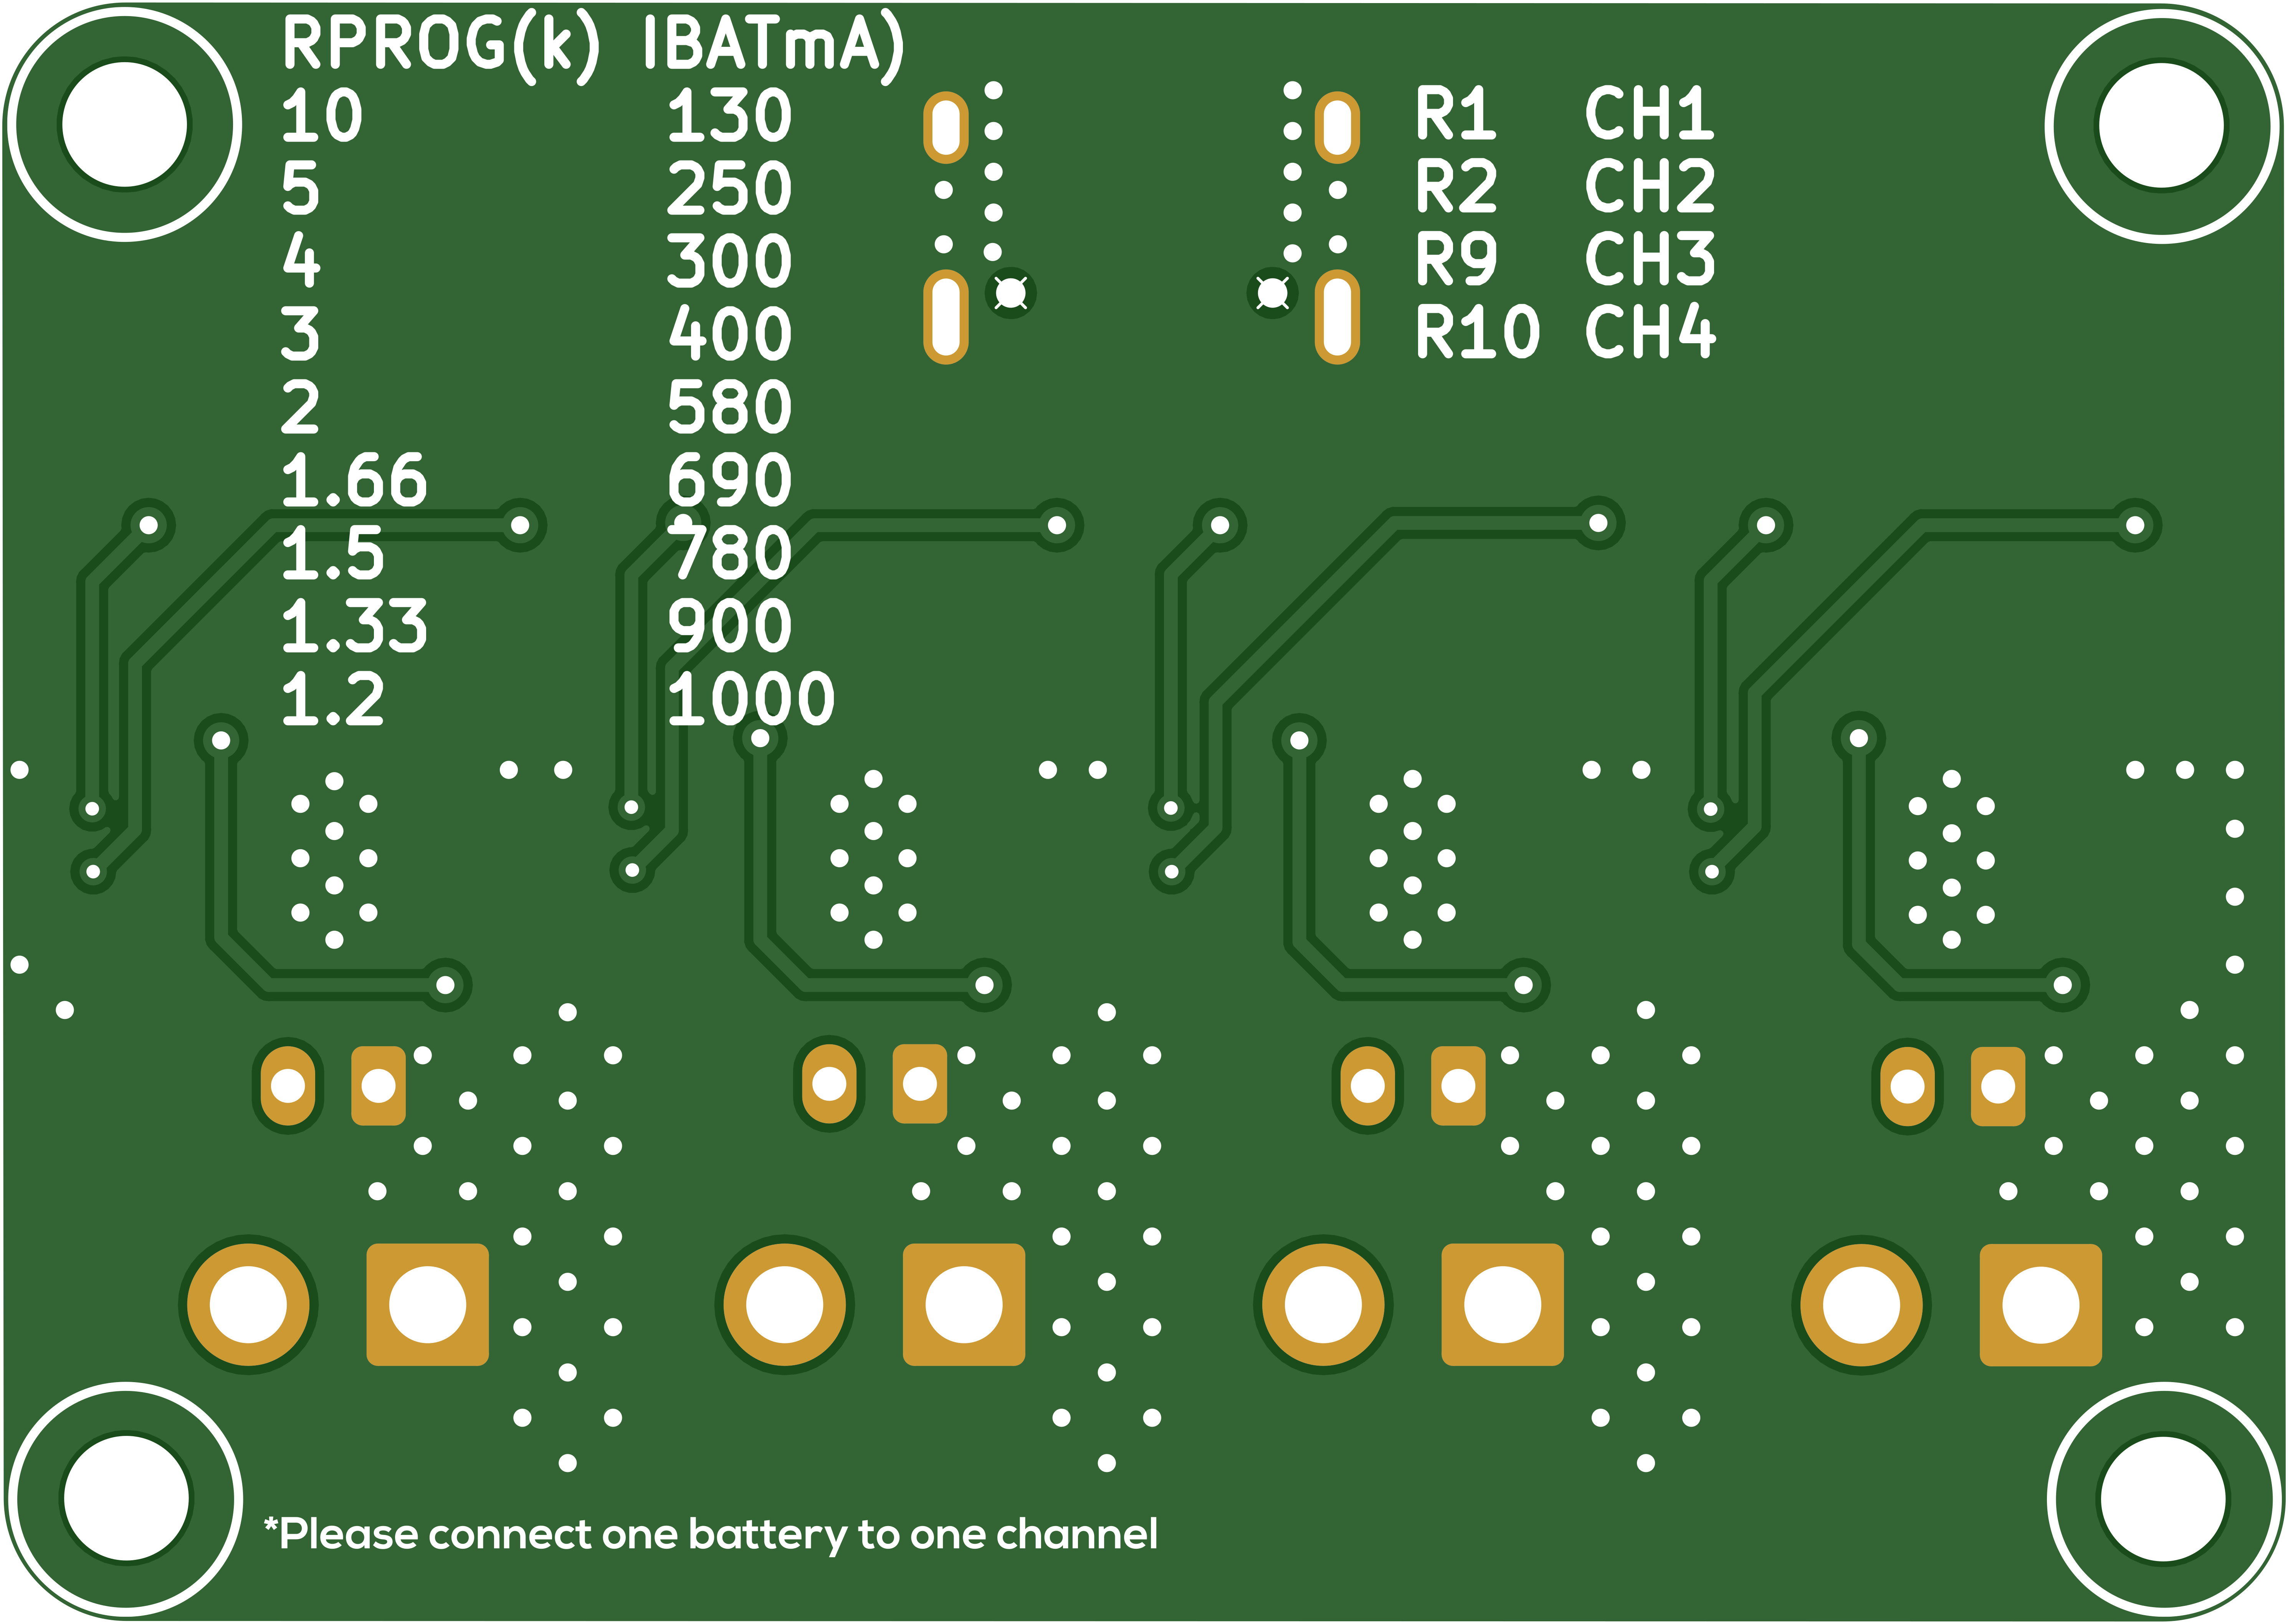 RPROG(k) IBATmA)
10 130 R1 CH1
5 250 R2 CH2
4 300 R9 CH3
3 400 R10 CH4
2 580
1.66 690
1.5 780
1.33 900
1.2 1000
*Please connect one battery to one channel